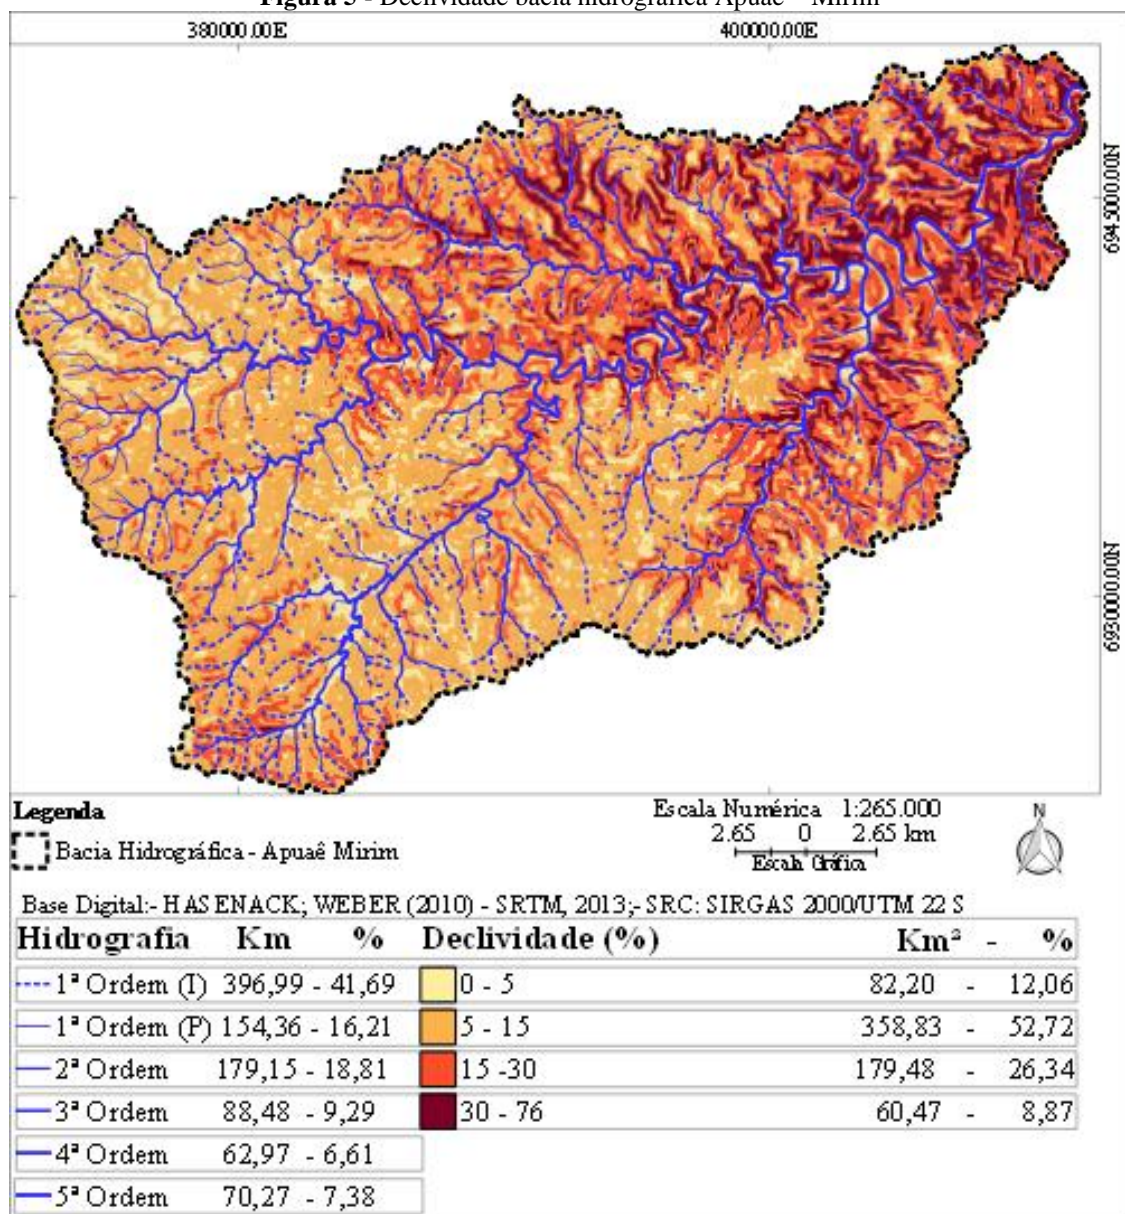 Figura 5 - Declividade bacia hidrográfica Apuaê – Mirim
380000.00E
400000.00E
6945000.00N
6930000.00N
Legenda
Bacia Hidrográfica - Apuaê Mirim
Escala Numérica 1:265.000
2.65 0 2.65 km
Escala Gráfica
N
Base Digital:- HASENACK; WEBER (2010) - SRTM, 2013;- SRC: SIRGAS 2000/UTM 22 S
Hidrografia Km % Declividade (%) Km² - %
1ª Ordem (I) 396,99 - 41,69 0 - 5 82,20 - 12,06
1ª Ordem (P) 154,36 - 16,21 5 - 15 358,83 - 52,72
2ª Ordem 179,15 - 18,81 15 -30 179,48 - 26,34
3ª Ordem 88,48 - 9,29 30 - 76 60,47 - 8,87
4ª Ordem 62,97 - 6,61
5ª Ordem 70,27 - 7,38